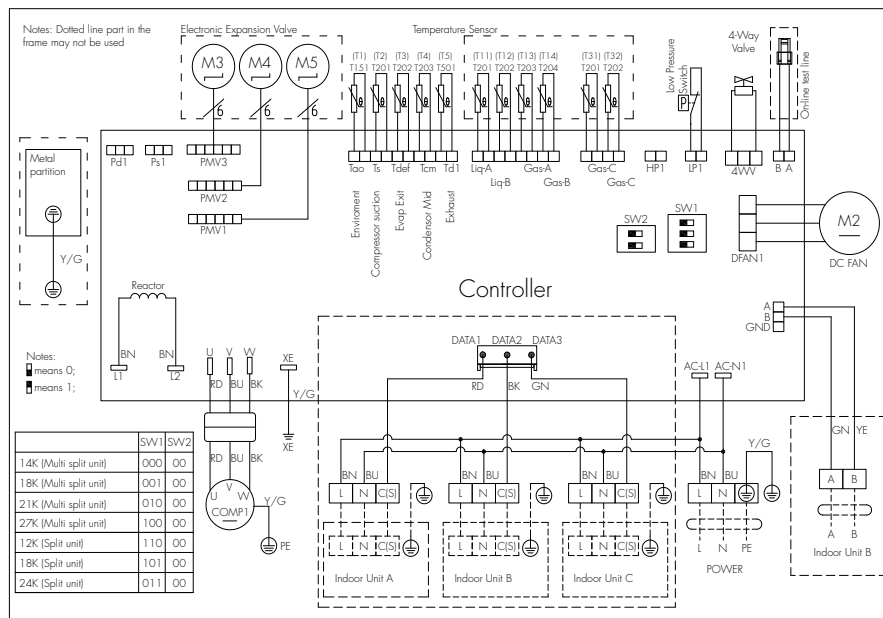 Notes: Dotted line part in the
frame may not be used
Electronic Expansion Valve
Temperature Sensor
4-Way
Valve
On-line test line
Low Pressure
Switch
M3
M4
M5
6
6
6
(T1) (T2) (T3) (T4) (T5)
T151 T201 T202 T203 T501
(T11) (T12) (T13) (T14)
T201 T202 T203 T204
(T31) (T32)
T201 T202
P
Metal
partition
Y/G
Pd1
Ps1
PMV3
PMV2
PMV1
Tao
Ts
Tdef
Tcm
Td1
Liq-A
Liq-B
Gas-A
Gas-B
Gas-C
Gas-C
HP1
LP1
4WV
B A
Enviroment
Compressor suction
Evap Exit
Condensor Mid
Exhaust
SW2
SW1
DFAN1
M2
DC FAN
Controller
Reactor
BN
BN
L1
L2
U V W
RD BU BK
XE
Y/G
XE
Notes:
means 0;
means 1;
A
B
GND
DATA1 DATA2 DATA3
RD BK GN
AC-L1 AC-N1
Y/G
GN YE
SW1 SW2
14K (Multi split unit) 000 00
18K (Multi split unit) 001 00
21K (Multi split unit) 010 00
27K (Multi split unit) 100 00
12K (Split unit) 110 00
18K (Split unit) 101 00
24K (Split unit) 011 00
RD BU BK
U V W
COMP1
Y/G
PE
BN BU
BN BU
BN BU
BN BU
L N C(S)
L N C(S)
L N C(S)
L N
L N C(S)
L N C(S)
L N C(S)
L N PE
Indoor Unit A
Indoor Unit B
Indoor Unit C
POWER
A B
A B
Indoor Unit B